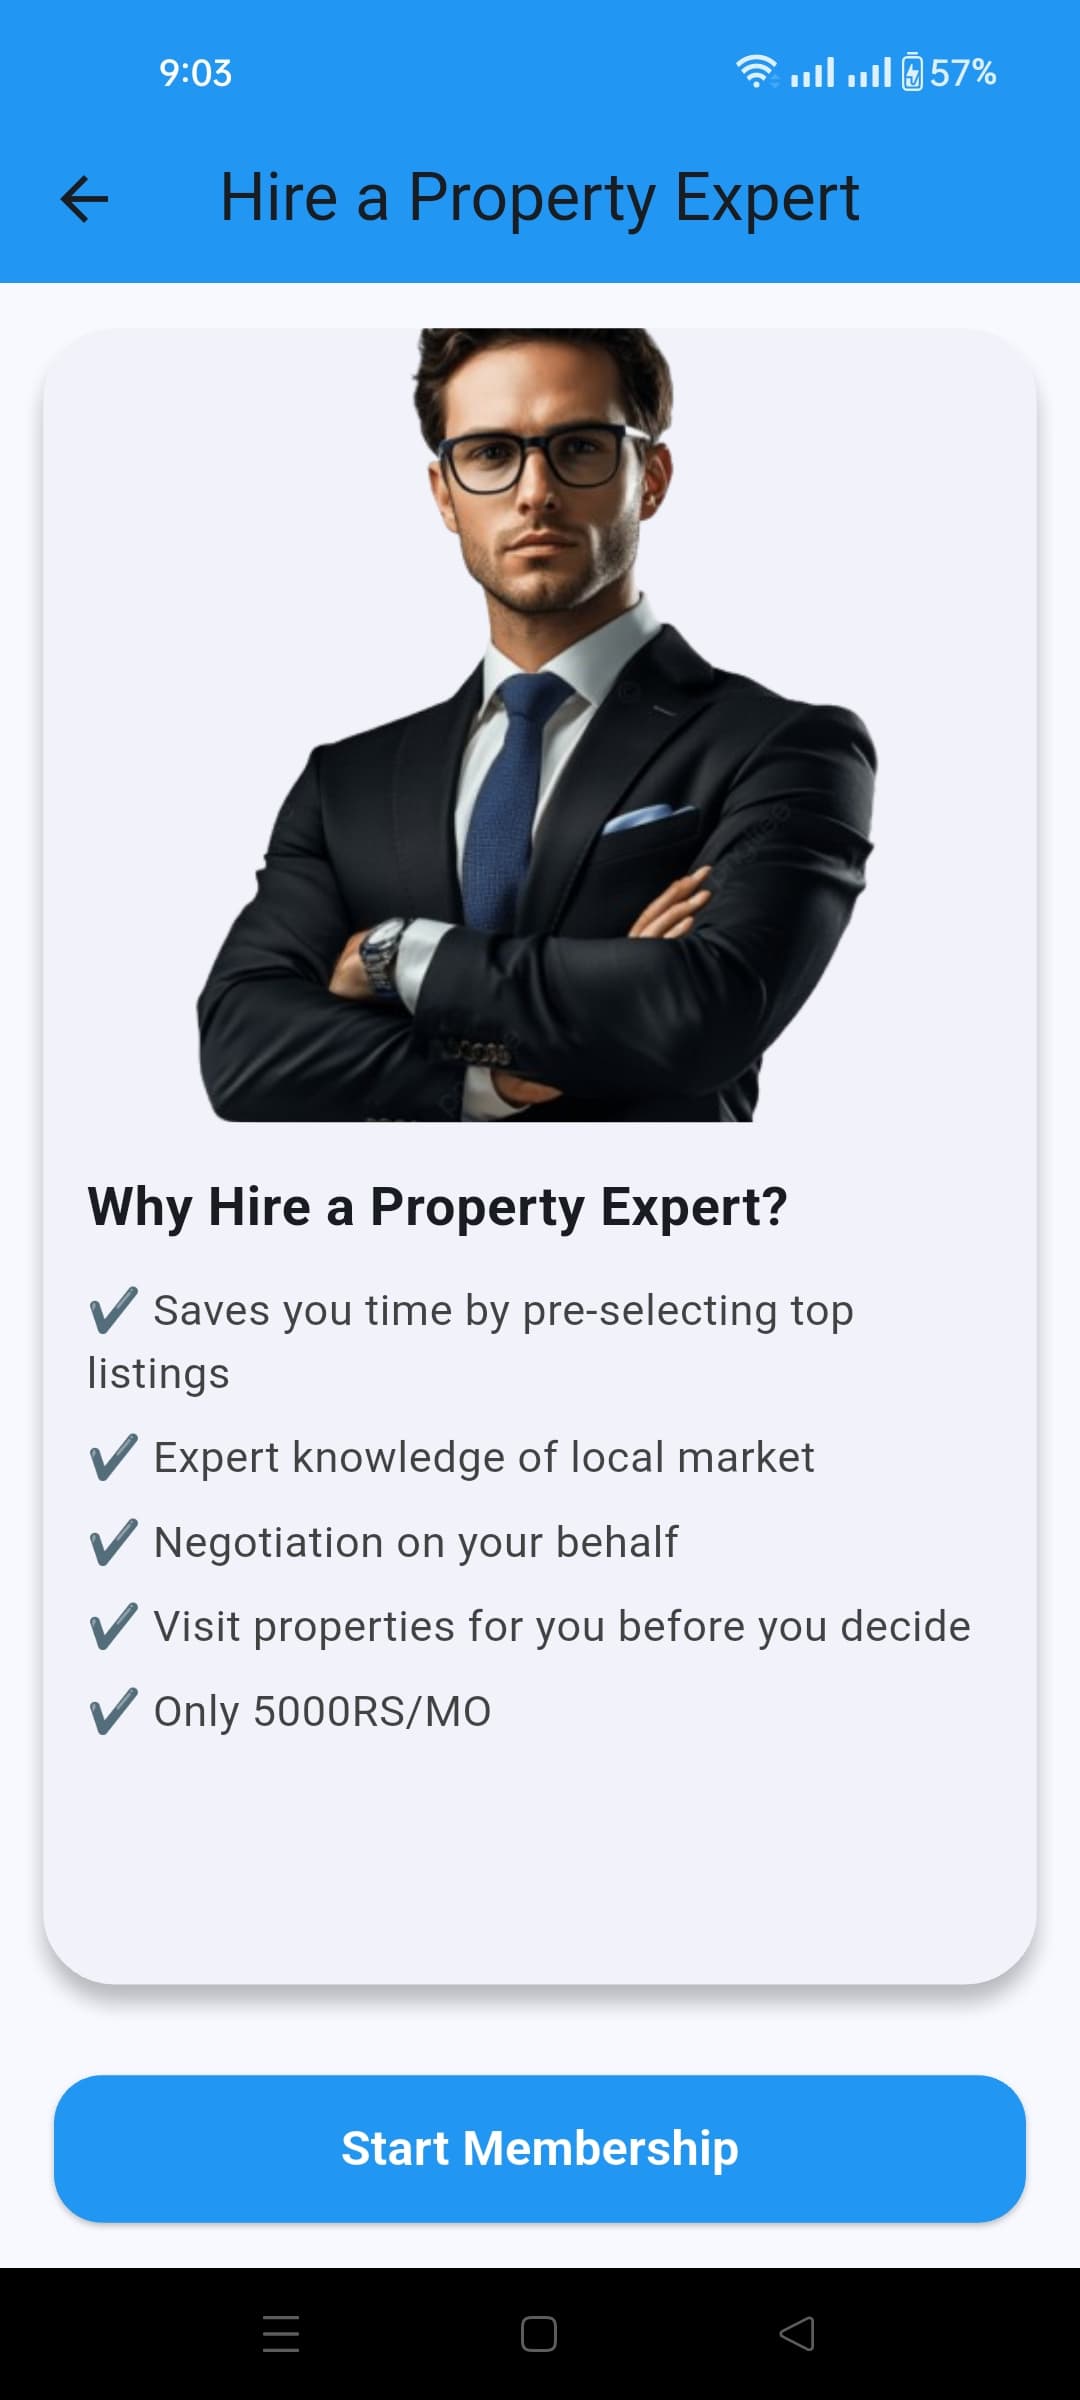 9:03
57%
Hire a Property Expert
Why Hire a Property Expert?
✔ Saves you time by pre-selecting top
listings
✔ Expert knowledge of local market
✔ Negotiation on your behalf
✔ Visit properties for you before you decide
✔ Only 5000RS/MO
Start Membership